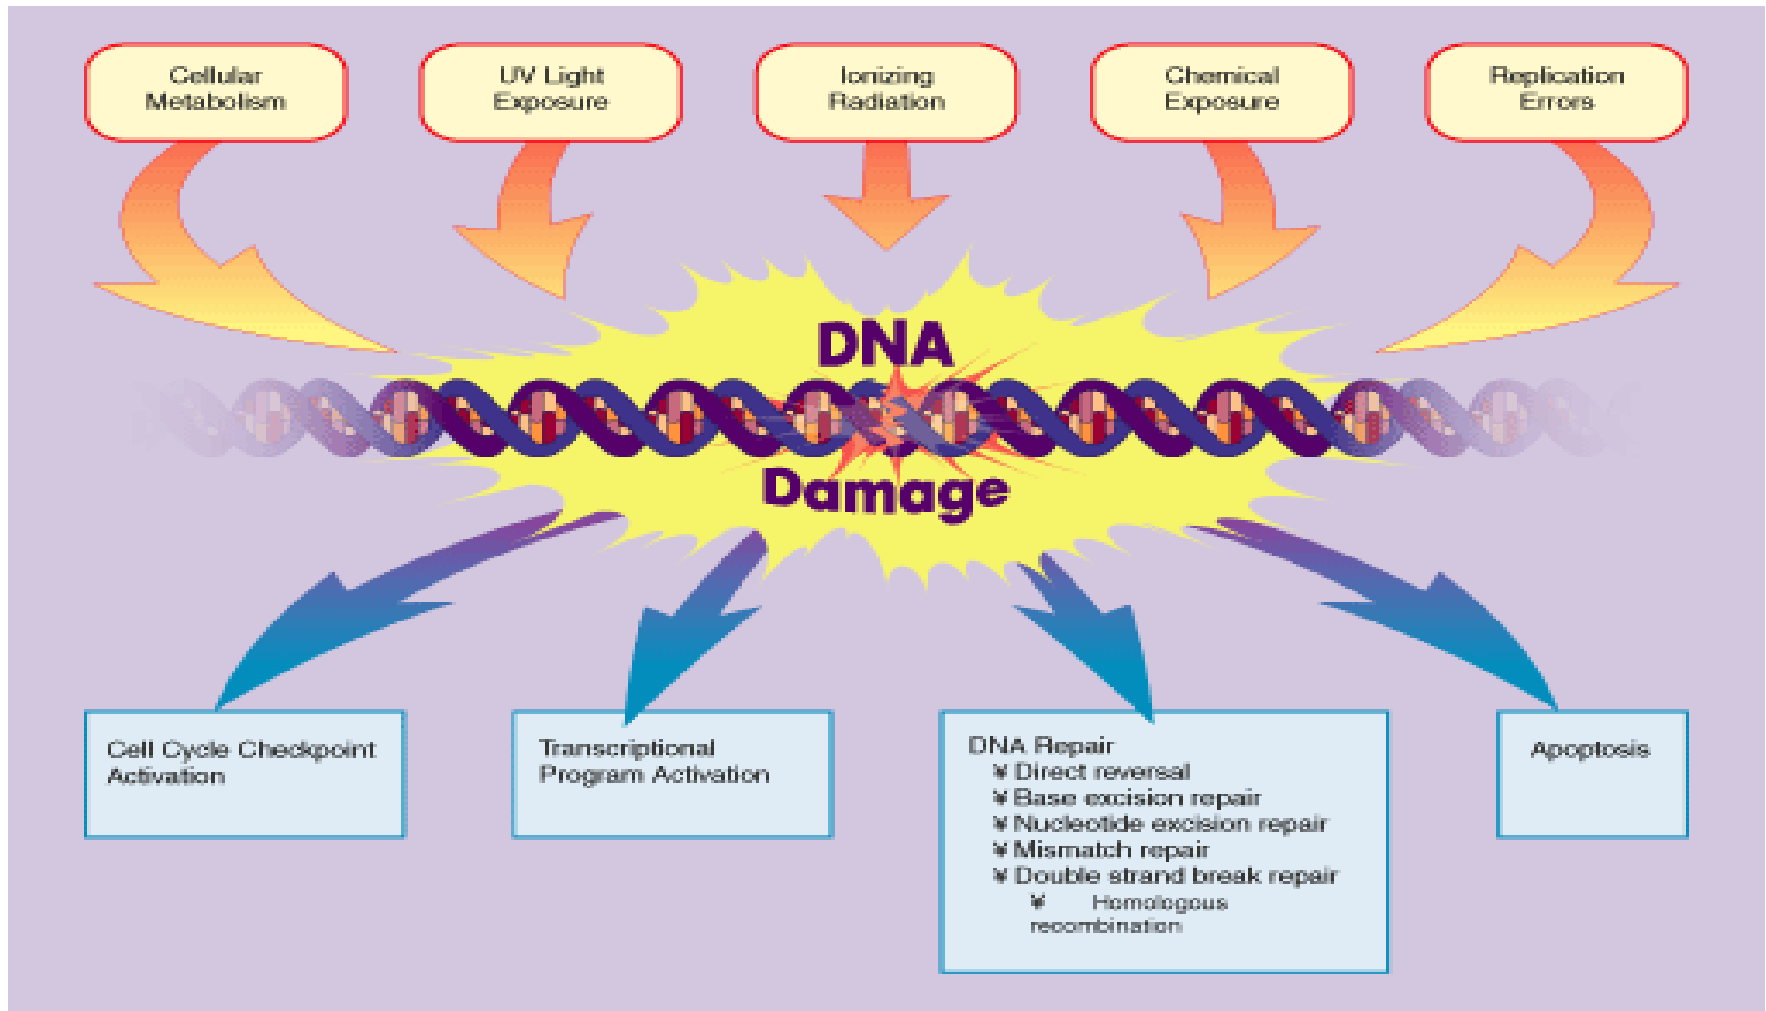 Cellular
Metabolism
UV Light
Exposure
Ionizing
Radiation
Chemical
Exposure
Replication
Errors
DNA
Damage
Cell Cycle Checkpoint
Activation
Transcriptional
Program Activation
DNA Repair
¥ Direct reversal
¥ Base excision repair
¥ Nucleotide excision repair
¥ Mismatch repair
¥ Double strand break repair
¥ Homologous
recombination
Apoptosis